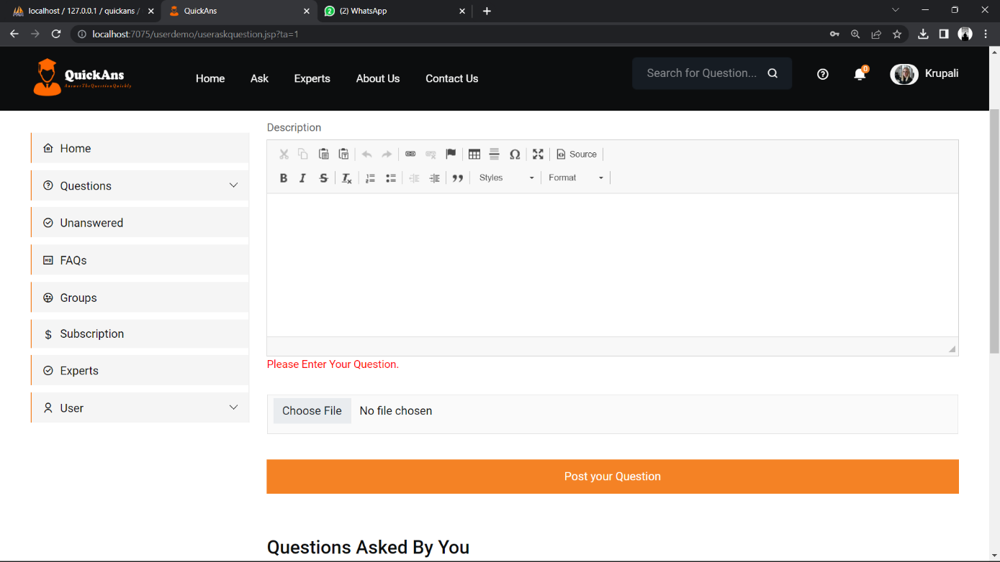 localhost / 127.0.0.1 / quickans /
QuickAns
(2) WhatsApp
localhost:7075/userdemo/useraskquestion.jsp?ta=1
QuickAns
AnswerTheQuestionQuickly
Home
Ask
Experts
About Us
Contact Us
Search for Question...
0
Krupali
Home
Questions
Unanswered
FAQs
Groups
Subscription
Experts
User
Description
Source
B I S Tx
Styles
Format
Please Enter Your Question.
Choose File No file chosen
Post your Question
Questions Asked By You